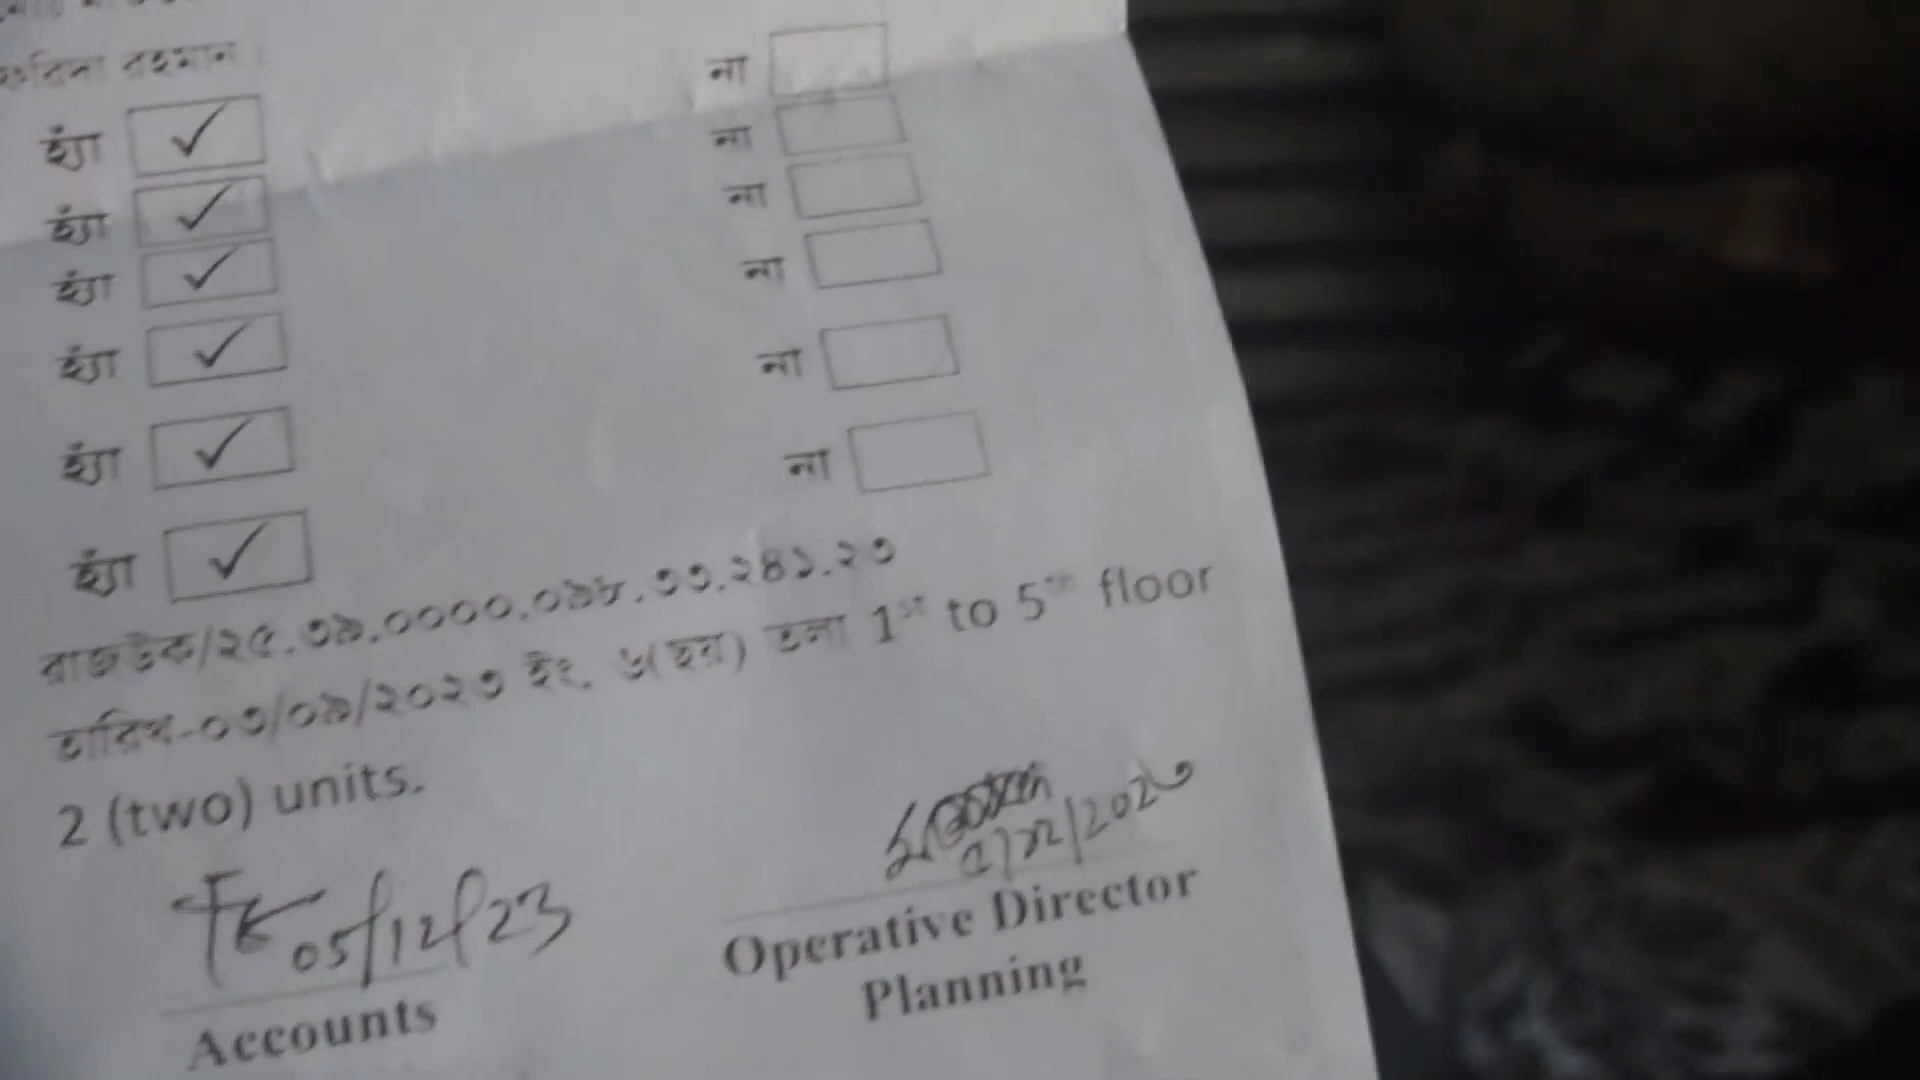 রহমান
না
হ্যাঁ ✓ না
হ্যাঁ ✓ না
হ্যাঁ ✓ না
হ্যাঁ ✓ না
হ্যাঁ ✓ না
হ্যাঁ ✓
রাজউক/২৫.৩৯.০০০০.০৯৮.৩৩.২৪১.২৩
তারিখ-০৩/০৯/২০২৩ ইং. ৬(ছয়) তলা 1st to 5th floor
2 (two) units.
05/12/23
Accounts
Operative Director
Planning